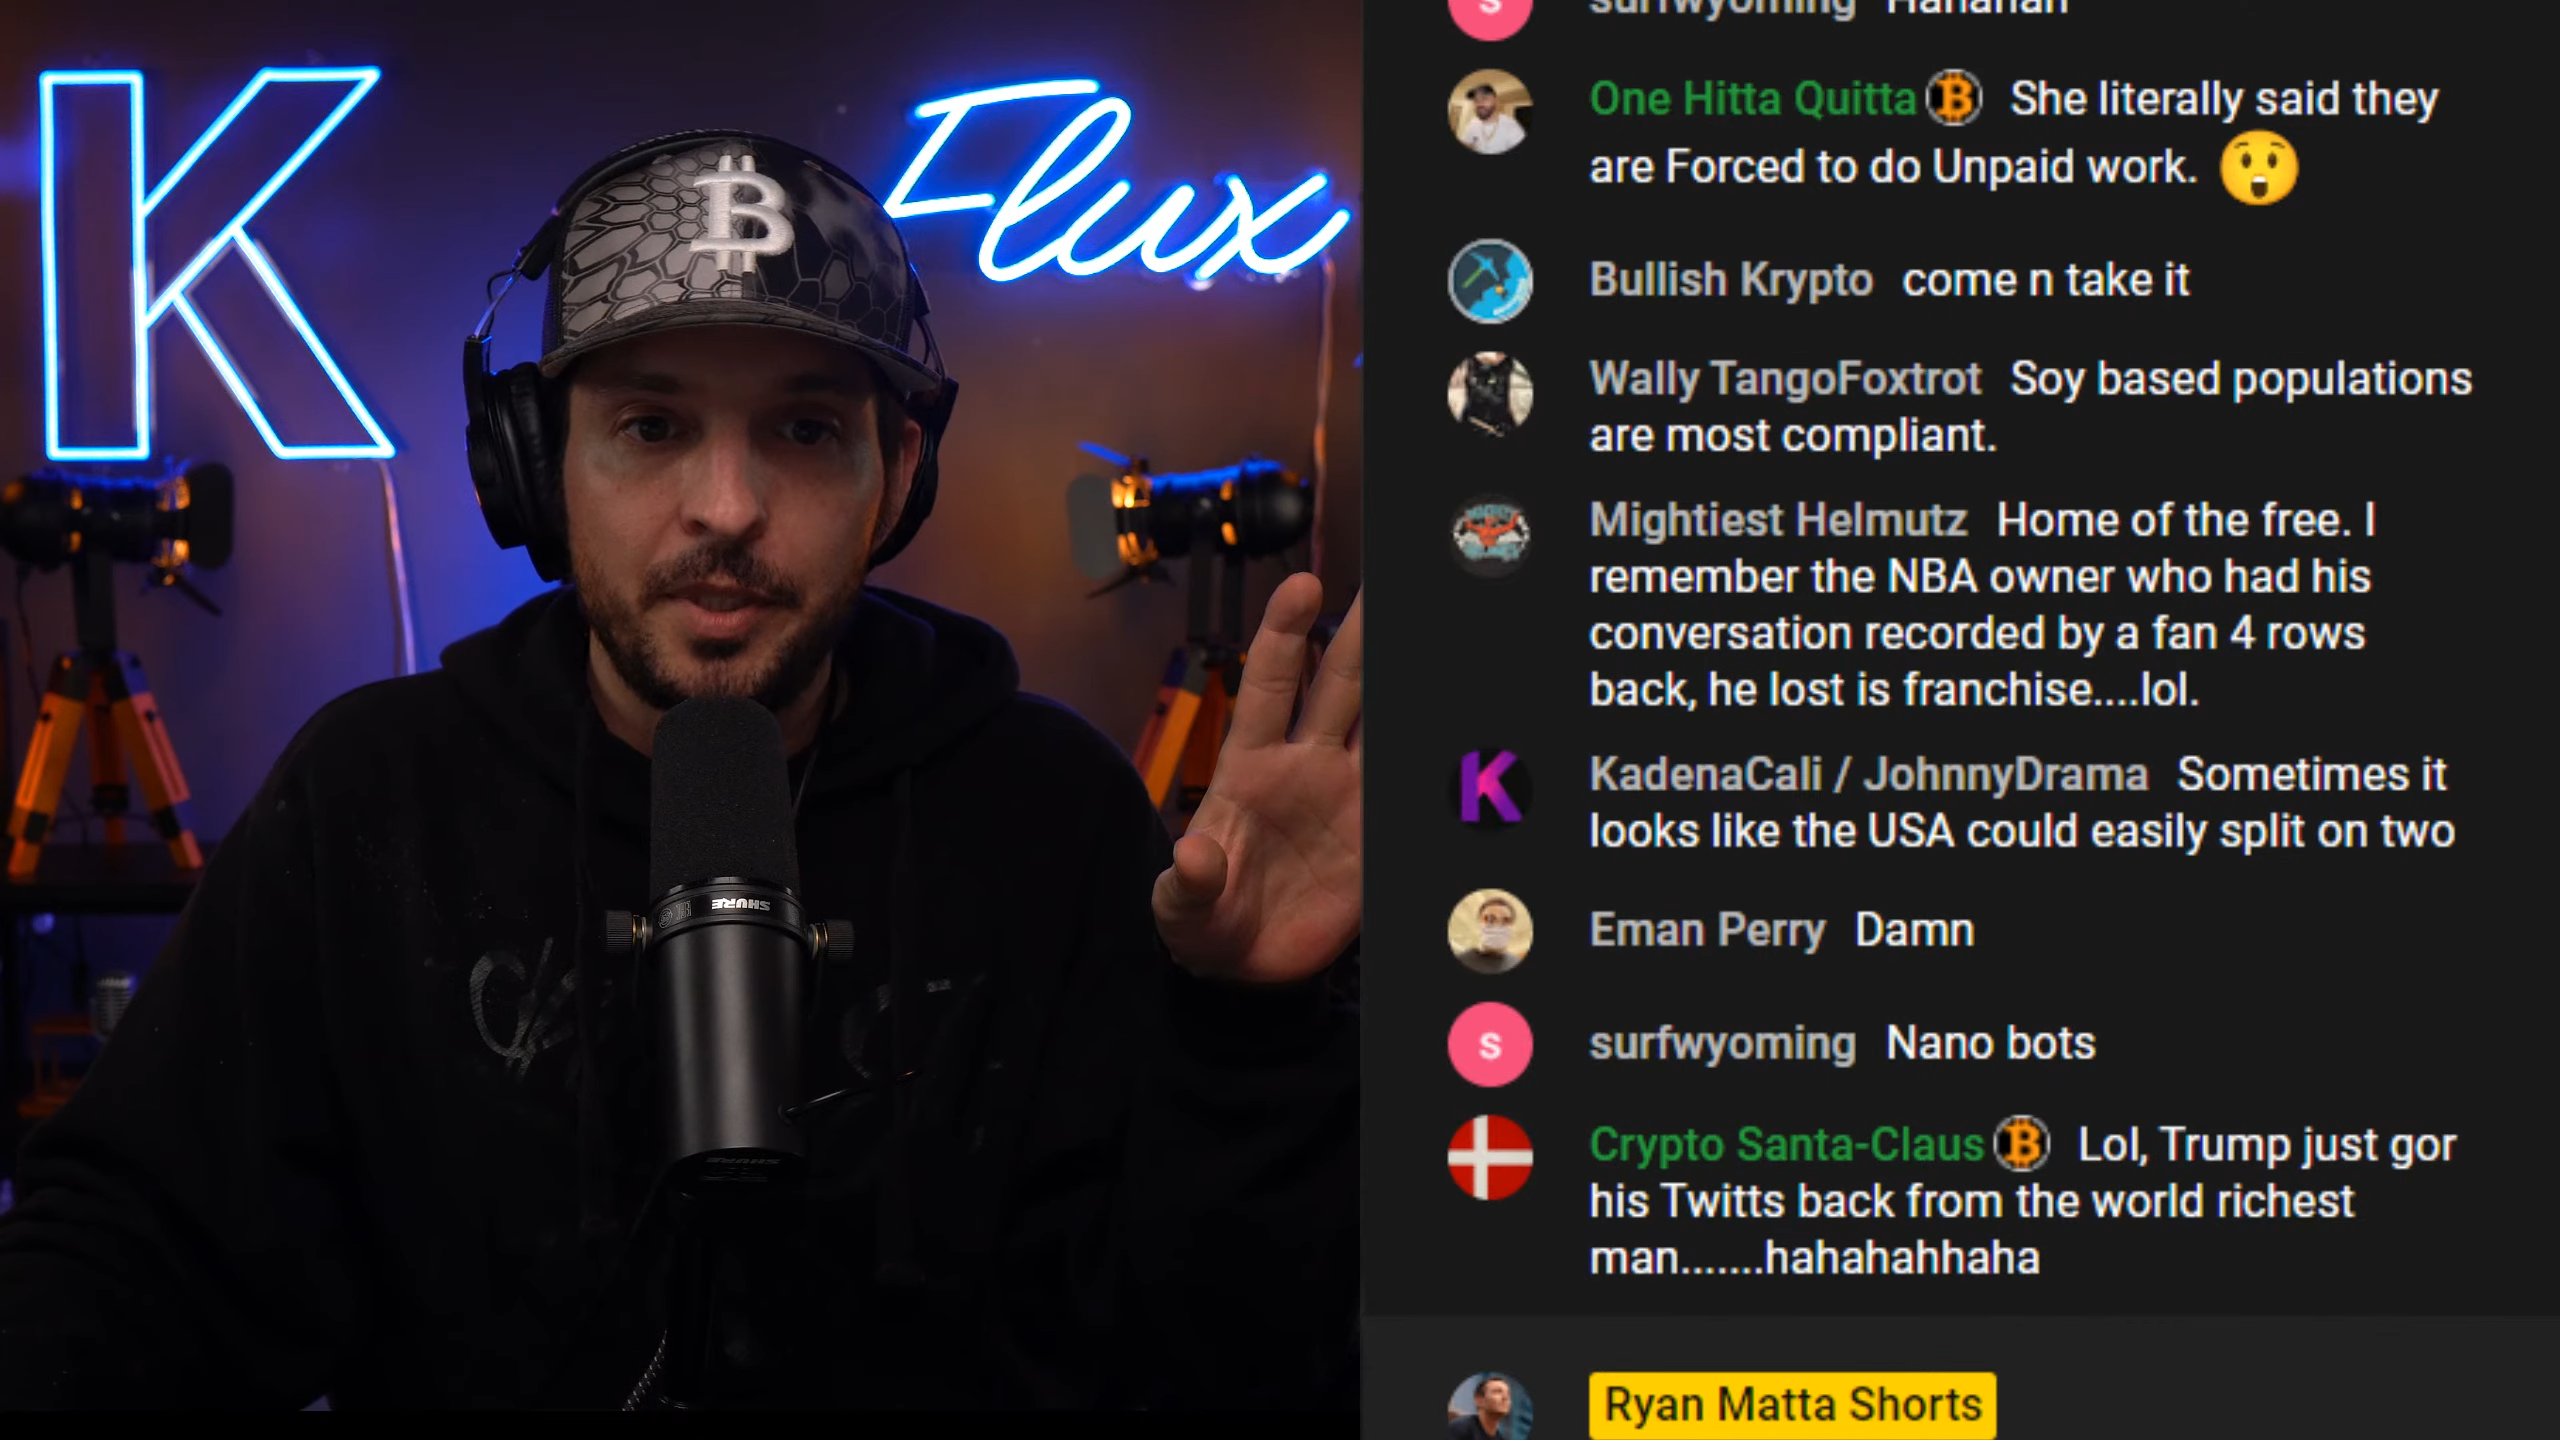 K
Flux
B
SHURE
surfwyoming Hahahah
One Hitta Quitta She literally said they
are Forced to do Unpaid work.
Bullish Krypto come n take it
Wally TangoFoxtrot Soy based populations
are most compliant.
Mightiest Helmutz Home of the free. I
remember the NBA owner who had his
conversation recorded by a fan 4 rows
back, he lost is franchise....lol.
K
KadenaCali / JohnnyDrama Sometimes it
looks like the USA could easily split on two
Eman Perry Damn
s
surfwyoming Nano bots
Crypto Santa-Claus Lol, Trump just gor
his Twitts back from the world richest
man.......hahahahhaha
Ryan Matta Shorts